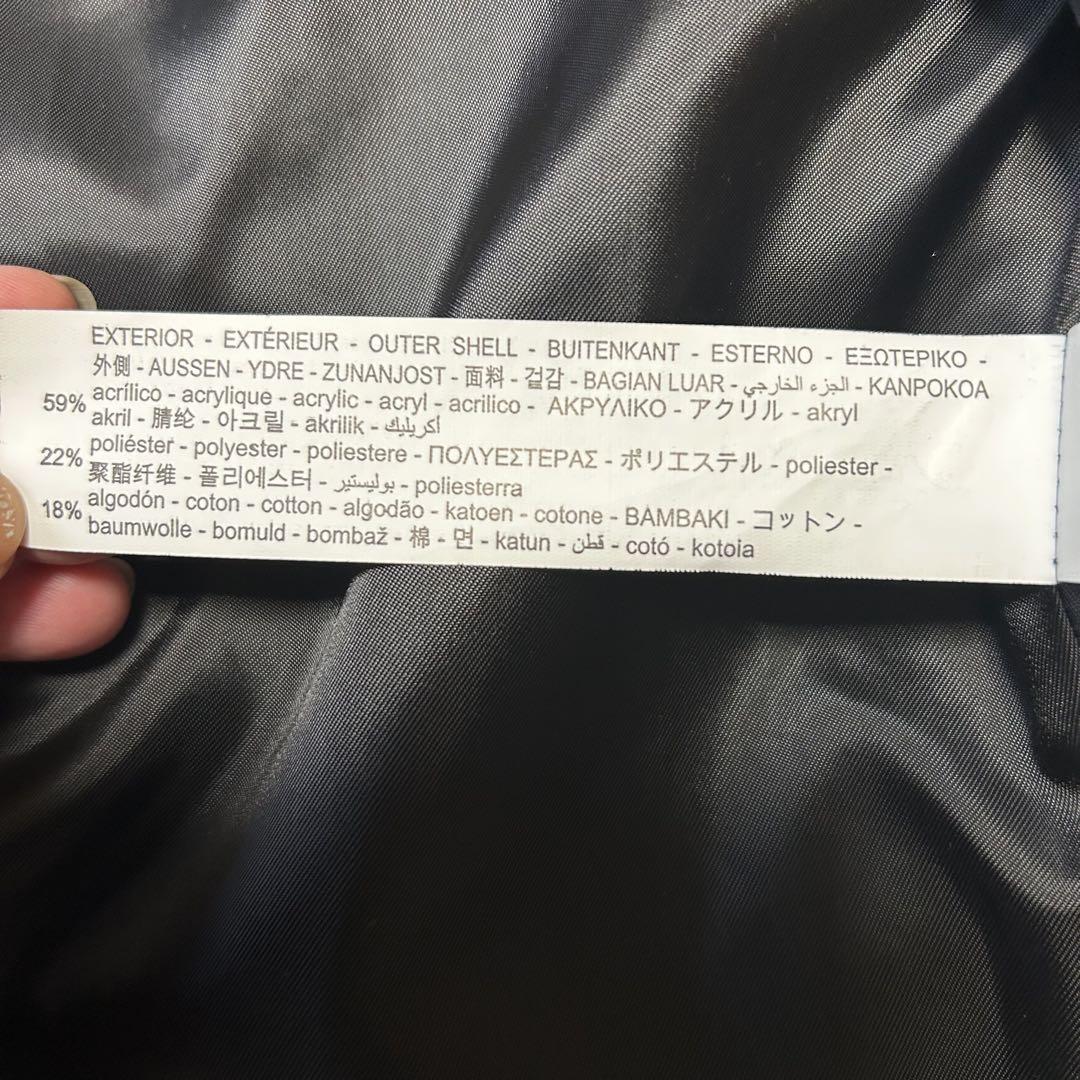 EXTERIOR - EXTÉRIEUR - OUTER SHELL - BUITENKANT - ESTERNO - ΕΞΩΤΕΡΙΚΟ -
外側 - AUSSEN - YDRE - ZUNANJOST - 面料 - 겉감 - BAGIAN LUAR - الجزء الخارجي - KANPOKOA
59% acrílico - acrylique - acrylic - acryl - acrilico - ΑΚΡΥΛΙΚΟ - アクリル - akryl
akril - 腈纶 - 아크릴 - akrilik - أكريليك
22% poliéster - polyester - poliestere - ΠΟΛΥΕΣΤΕΡΑΣ - ポリエステル - poliester -
聚酯纤维 - 폴리에스터 - بوليستير - poliesterra
18% algodón - coton - cotton - algodão - katoen - cotone - BAMBAKI - コットン -
baumwolle - bomuld - bombaž - 棉 - 면 - katun - قطن - cotó - kotoia